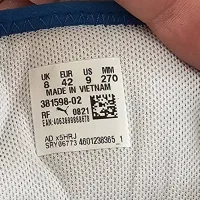 UK EUR US MM
8 42 9 270
MADE IN VIETNAM
381598-02
RF 0821
AD x5HRJ
SRY06773 4601238365 1